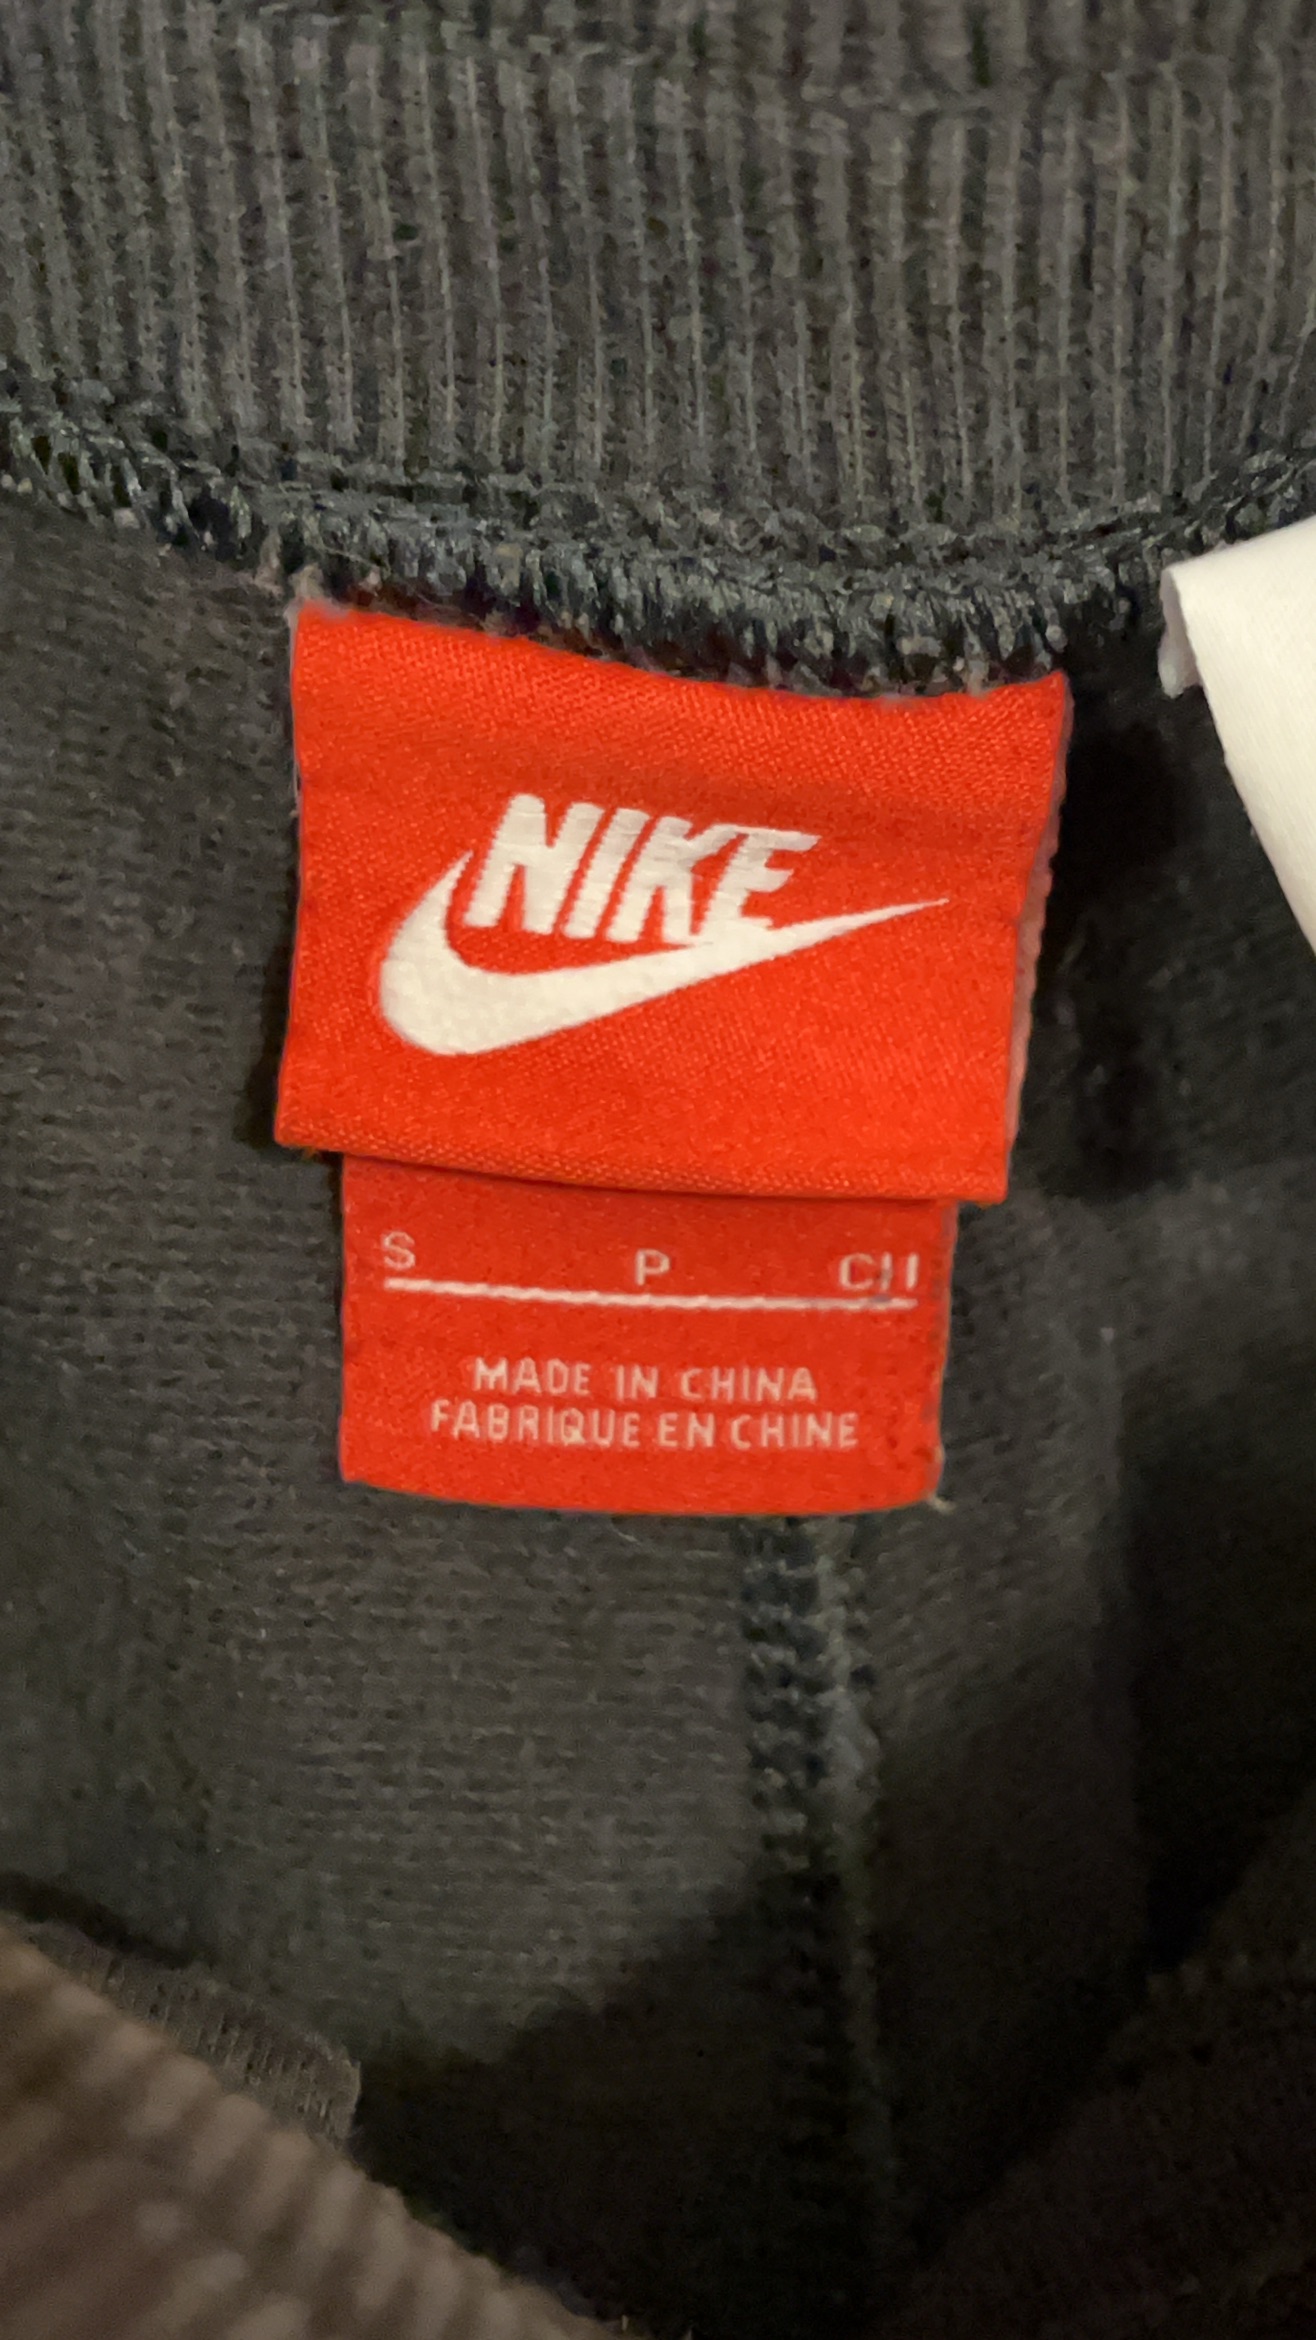 NIKE
S P CH
MADE IN CHINA
FABRIQUE EN CHINE